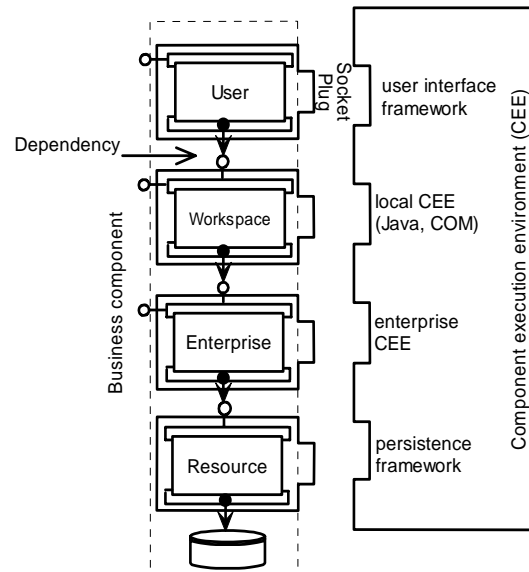 User
Socket
Plug
user interface
framework
Dependency
Workspace
local CEE
(Java, COM)
Business component
Enterprise
enterprise
CEE
Resource
persistence
framework
Component execution environment (CEE)